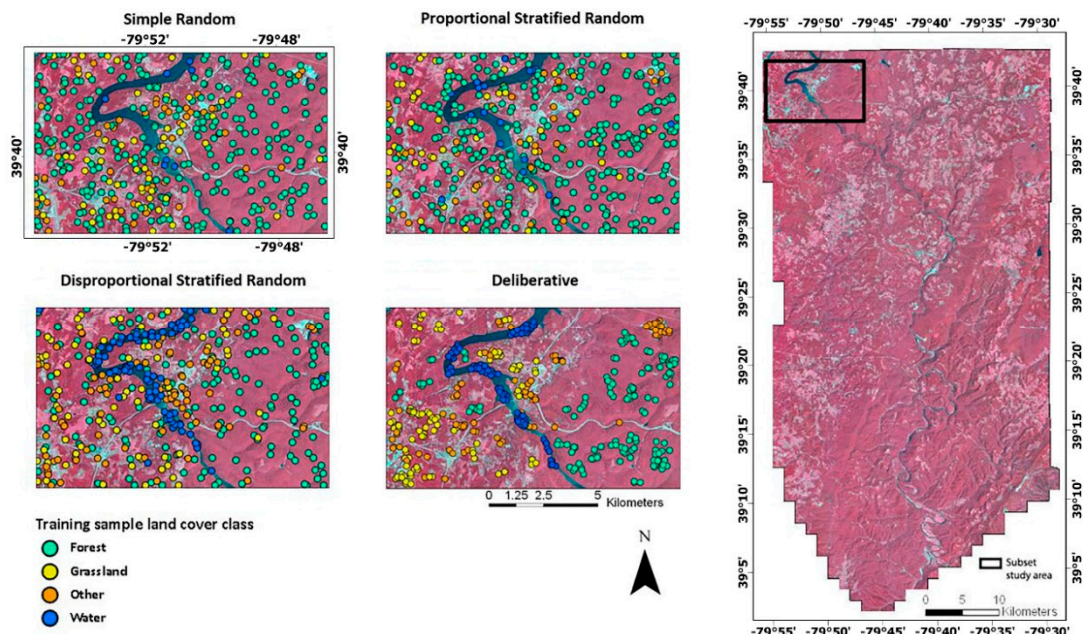 Simple Random
-79°52' -79°48'
39°40' 39°40'
-79°52' -79°48'
Proportional Stratified Random
Disproportional Stratified Random
Deliberative
0 1.25 2.5 5
Kilometers
Training sample land cover class
Forest
Grassland
Other
Water
N
-79°55' -79°50' -79°45' -79°40' -79°35' -79°30'
39°40' 39°40'
39°35' 39°35'
39°30' 39°30'
39°25' 39°25'
39°20' 39°20'
39°15' 39°15'
39°10' 39°10'
39°5' 39°5'
Subset
study area
0 5 10
Kilometers
-79°55' -79°50' -79°45' -79°40' -79°35' -79°30'